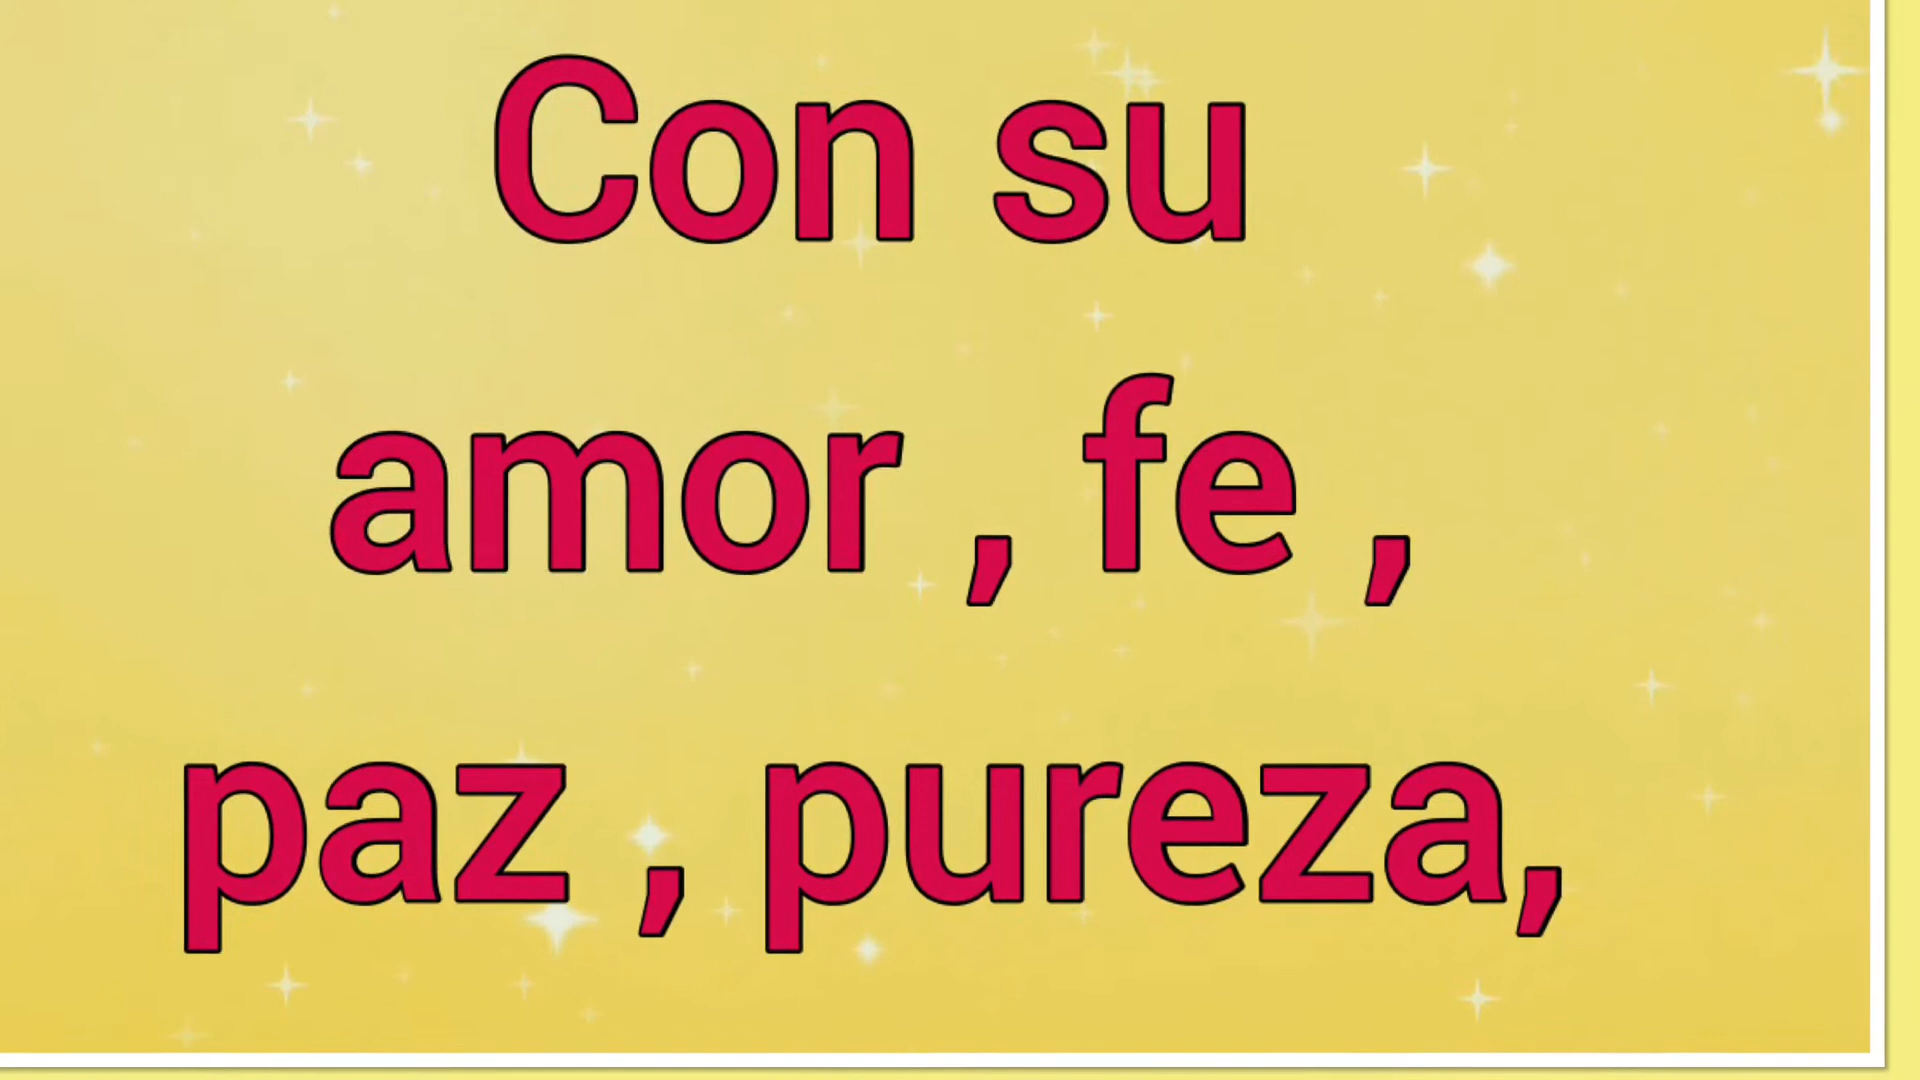 Con su
amor , fe ,
paz , pureza,